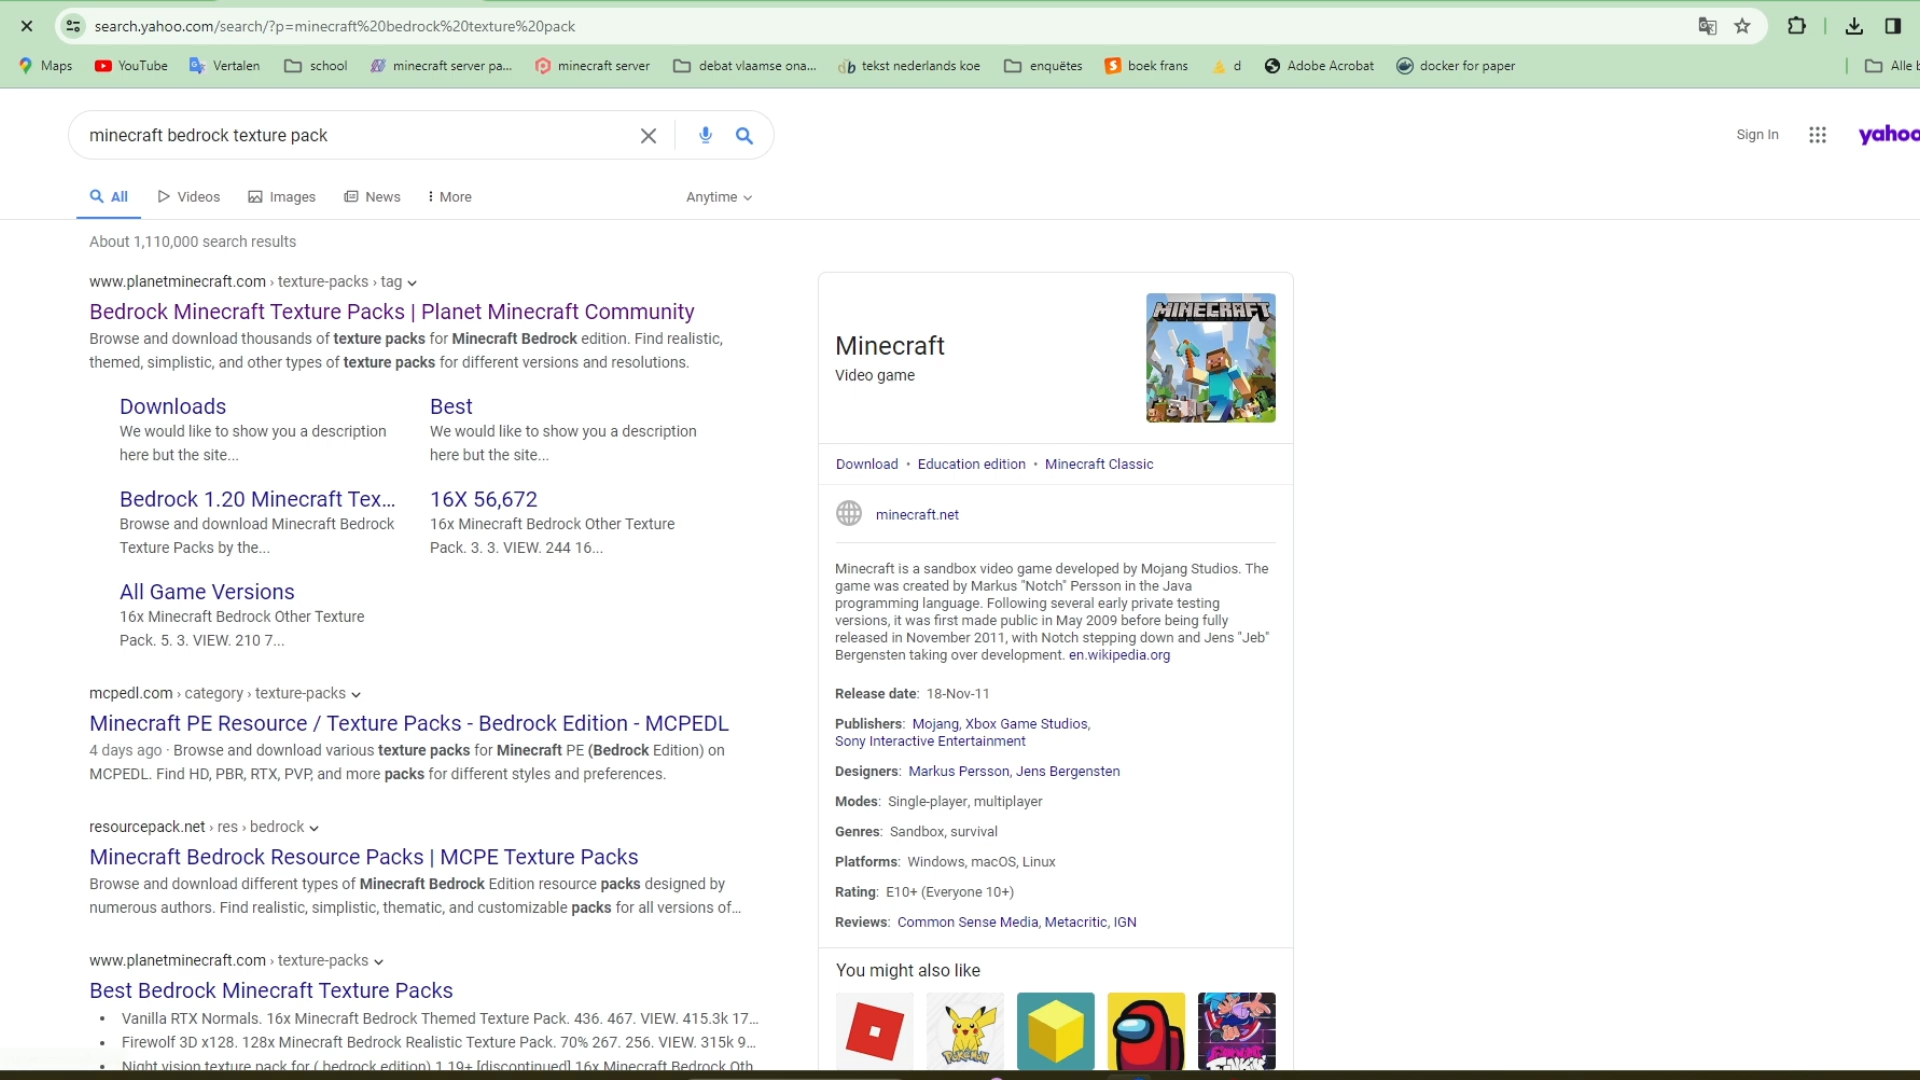 search.yahoo.com/search/?p=minecraft%20bedrock%20texture%20pack
Maps YouTube Vertalen school minecraft server pa... minecraft server debat vlaamse ona... tekst nederlands koe enquêtes boek frans d Adobe Acrobat docker for paper Alle b
minecraft bedrock texture pack
Sign In
yahoo
All Videos Images News More Anytime
About 1,110,000 search results
www.planetminecraft.com › texture-packs › tag
Bedrock Minecraft Texture Packs | Planet Minecraft Community
Browse and download thousands of texture packs for Minecraft Bedrock edition. Find realistic,
themed, simplistic, and other types of texture packs for different versions and resolutions.
Downloads
We would like to show you a description
here but the site...
Best
We would like to show you a description
here but the site...
Bedrock 1.20 Minecraft Tex...
Browse and download Minecraft Bedrock
Texture Packs by the...
16X 56,672
16x Minecraft Bedrock Other Texture
Pack. 3. 3. VIEW. 244 16...
All Game Versions
16x Minecraft Bedrock Other Texture
Pack. 5. 3. VIEW. 210 7...
mcpedl.com › category › texture-packs
Minecraft PE Resource / Texture Packs - Bedrock Edition - MCPEDL
4 days ago · Browse and download various texture packs for Minecraft PE (Bedrock Edition) on
MCPEDL. Find HD, PBR, RTX, PVP, and more packs for different styles and preferences.
resourcepack.net › res › bedrock
Minecraft Bedrock Resource Packs | MCPE Texture Packs
Browse and download different types of Minecraft Bedrock Edition resource packs designed by
numerous authors. Find realistic, simplistic, thematic, and customizable packs for all versions of...
www.planetminecraft.com › texture-packs
Best Bedrock Minecraft Texture Packs
• Vanilla RTX Normals. 16x Minecraft Bedrock Themed Texture Pack. 436. 467. VIEW. 415.3k 17...
• Firewolf 3D x128. 128x Minecraft Bedrock Realistic Texture Pack. 70% 267. 256. VIEW. 315k 9...
• Night vision texture pack for ( bedrock edition) 1.19+ [discontinued] 16x Minecraft Bedrock Oth
Minecraft
Video game
MINECRAFT
Download • Education edition • Minecraft Classic
minecraft.net
Minecraft is a sandbox video game developed by Mojang Studios. The
game was created by Markus "Notch" Persson in the Java
programming language. Following several early private testing
versions, it was first made public in May 2009 before being fully
released in November 2011, with Notch stepping down and Jens "Jeb"
Bergensten taking over development. en.wikipedia.org
Release date: 18-Nov-11
Publishers: Mojang, Xbox Game Studios,
Sony Interactive Entertainment
Designers: Markus Persson, Jens Bergensten
Modes: Single-player, multiplayer
Genres: Sandbox, survival
Platforms: Windows, macOS, Linux
Rating: E10+ (Everyone 10+)
Reviews: Common Sense Media, Metacritic, IGN
You might also like
POKÉMON